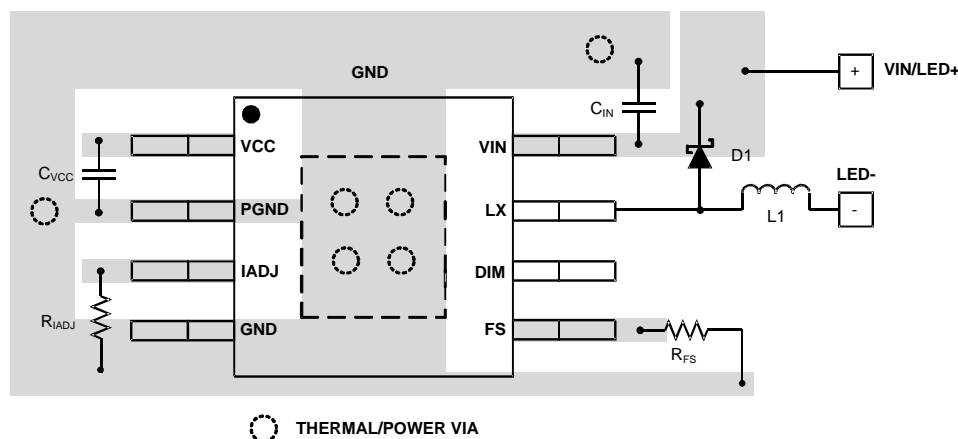 GND
+
VIN/LED+
CIN
VCC
VIN
D1
CVCC
LED-
PGND
LX
-
L1
IADJ
DIM
RIADJ
GND
FS
RFS
THERMAL/POWER VIA